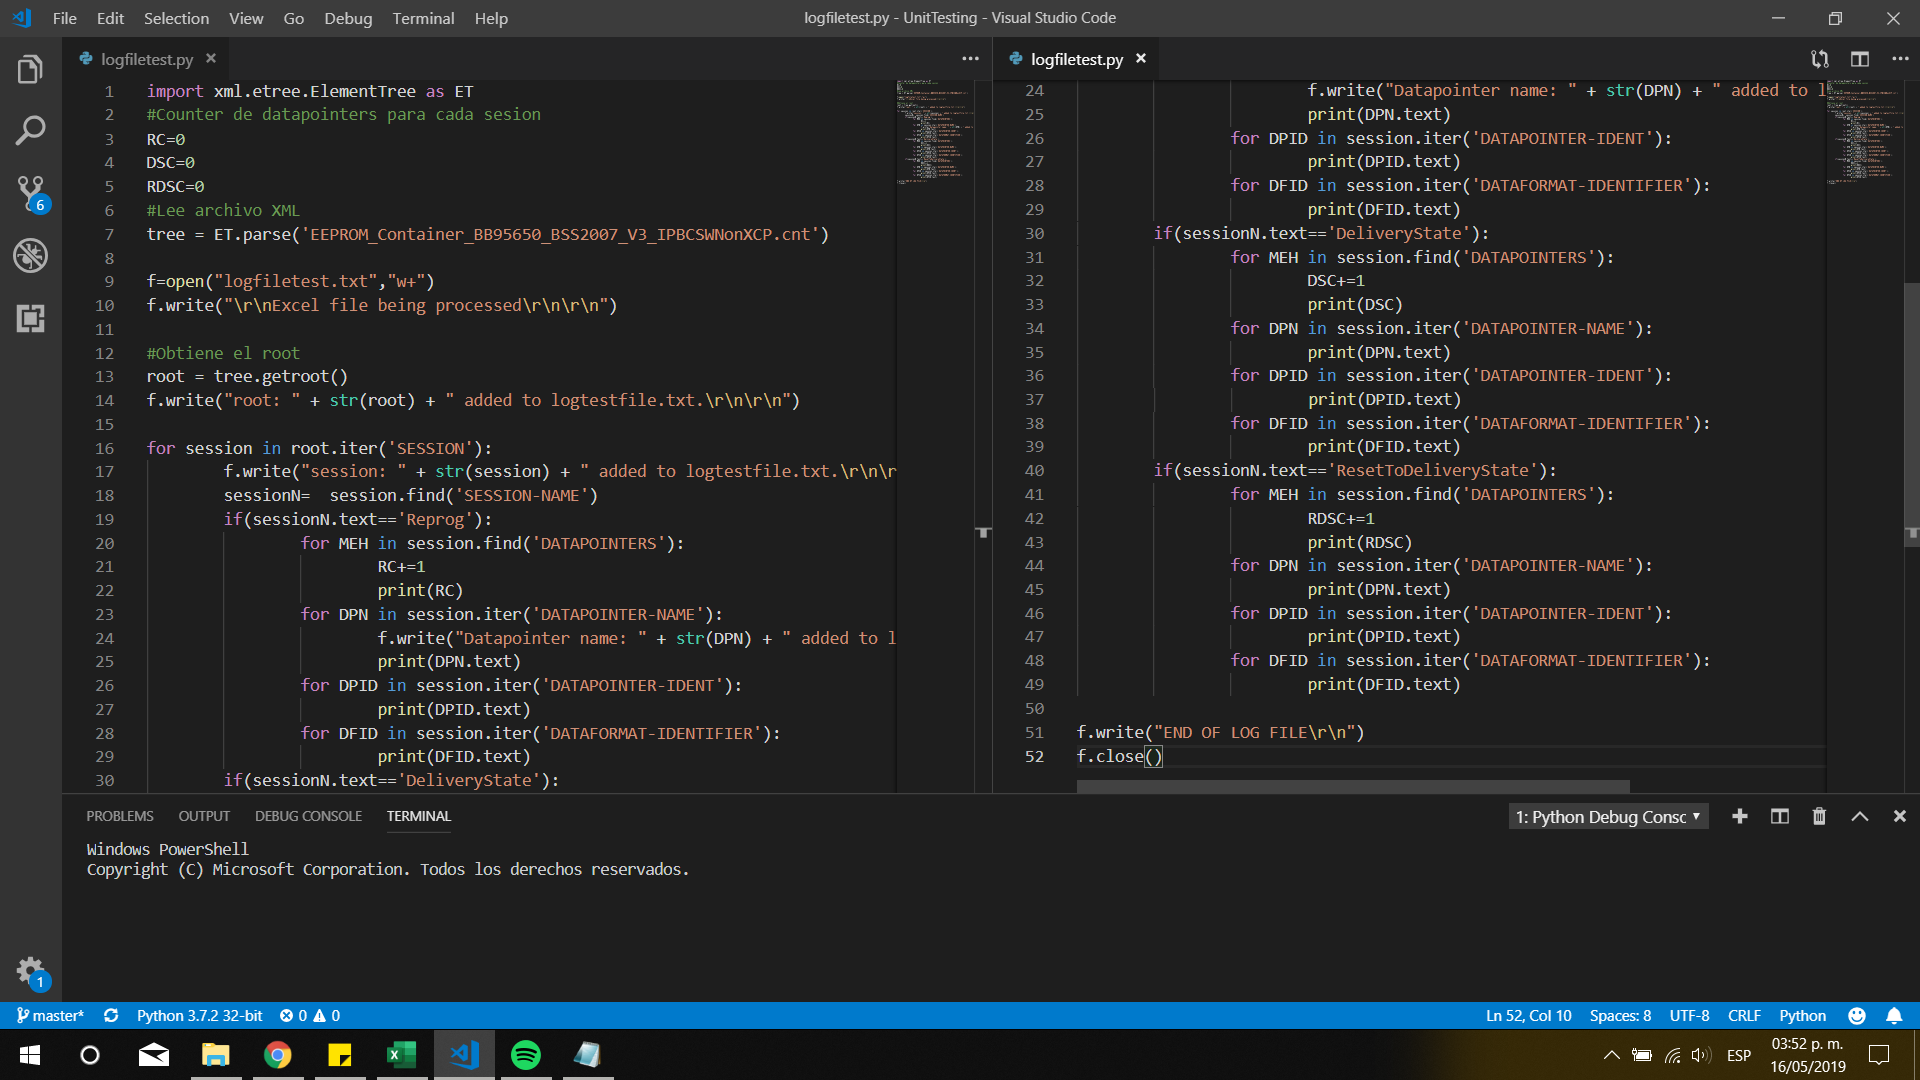 File Edit Selection View Go Debug Terminal Help
logfiletest.py - UnitTesting - Visual Studio Code
logfiletest.py
1 import xml.etree.ElementTree as ET
2 #Counter de datapointers para cada sesion
3 RC=0
4 DSC=0
5 RDSC=0
6 #Lee archivo XML
7 tree = ET.parse('EEPROM_Container_BB95650_BSS2007_V3_IPBCSWNonXCP.cnt')
8
9 f=open("logfiletest.txt","w+")
10 f.write("\r\nExcel file being processed\r\n\r\n")
11
12 #Obtiene el root
13 root = tree.getroot()
14 f.write("root: " + str(root) + " added to logtestfile.txt.\r\n\r\n")
15
16 for session in root.iter('SESSION'):
17 f.write("session: " + str(session) + " added to logtestfile.txt.\r\n\r
18 sessionN=  session.find('SESSION-NAME')
19 if(sessionN.text=='Reprog'):
20 for MEH in session.find('DATAPOINTERS'):
21 RC+=1
22 print(RC)
23 for DPN in session.iter('DATAPOINTER-NAME'):
24 f.write("Datapointer name: " + str(DPN) + " added to l
25 print(DPN.text)
26 for DPID in session.iter('DATAPOINTER-IDENT'):
27 print(DPID.text)
28 for DFID in session.iter('DATAFORMAT-IDENTIFIER'):
29 print(DFID.text)
30 if(sessionN.text=='DeliveryState'):
logfiletest.py
24 f.write("Datapointer name: " + str(DPN) + " added to l
25 print(DPN.text)
26 for DPID in session.iter('DATAPOINTER-IDENT'):
27 print(DPID.text)
28 for DFID in session.iter('DATAFORMAT-IDENTIFIER'):
29 print(DFID.text)
30 if(sessionN.text=='DeliveryState'):
31 for MEH in session.find('DATAPOINTERS'):
32 DSC+=1
33 print(DSC)
34 for DPN in session.iter('DATAPOINTER-NAME'):
35 print(DPN.text)
36 for DPID in session.iter('DATAPOINTER-IDENT'):
37 print(DPID.text)
38 for DFID in session.iter('DATAFORMAT-IDENTIFIER'):
39 print(DFID.text)
40 if(sessionN.text=='ResetToDeliveryState'):
41 for MEH in session.find('DATAPOINTERS'):
42 RDSC+=1
43 print(RDSC)
44 for DPN in session.iter('DATAPOINTER-NAME'):
45 print(DPN.text)
46 for DPID in session.iter('DATAPOINTER-IDENT'):
47 print(DPID.text)
48 for DFID in session.iter('DATAFORMAT-IDENTIFIER'):
49 print(DFID.text)
50
51 f.write("END OF LOG FILE\r\n")
52 f.close()
6
1
PROBLEMS OUTPUT DEBUG CONSOLE TERMINAL
1: Python Debug Consc
Windows PowerShell
Copyright (C) Microsoft Corporation. Todos los derechos reservados.
master* Python 3.7.2 32-bit 0 0
Ln 52, Col 10 Spaces: 8 UTF-8 CRLF Python
ESP
03:52 p. m.
16/05/2019